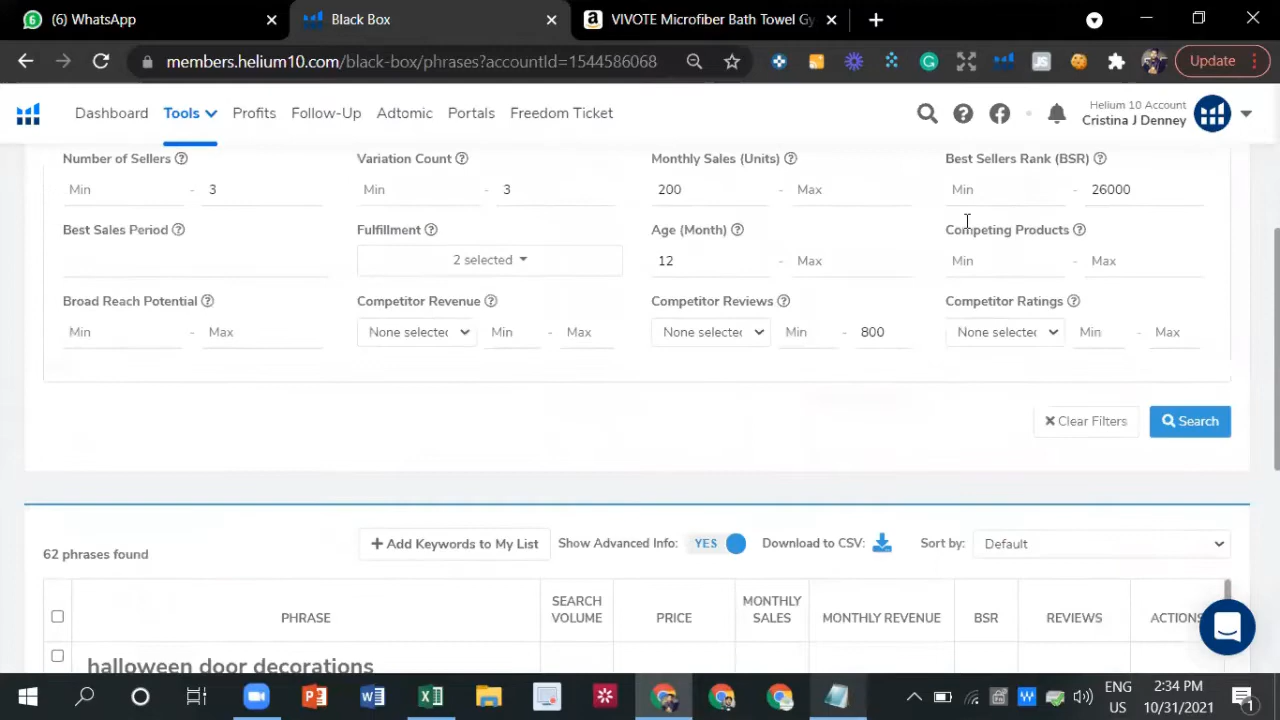 (6) WhatsApp
Black Box
VIVOTE Microfiber Bath Towel Gy
members.helium10.com/black-box/phrases?accountId=1544586068
Update
Dashboard Tools Profits Follow-Up Adtomic Portals Freedom Ticket
Helium 10 Account
Cristina J Denney
Number of Sellers Variation Count Monthly Sales (Units) Best Sellers Rank (BSR)
Min - 3 Min - 3 200 - Max Min - 26000
Best Sales Period Fulfillment Age (Month) Competing Products
2 selected 12 - Max Min - Max
Broad Reach Potential Competitor Revenue Competitor Reviews Competitor Ratings
Min - Max None selected Min - Max None selected Min - 800 None selected Min - Max
Clear Filters Search
62 phrases found + Add Keywords to My List Show Advanced Info: YES Download to CSV: Sort by: Default
PHRASE SEARCH VOLUME PRICE MONTHLY SALES MONTHLY REVENUE BSR REVIEWS ACTIONS
halloween door decorations
ENG 2:34 PM
US 10/31/2021 1